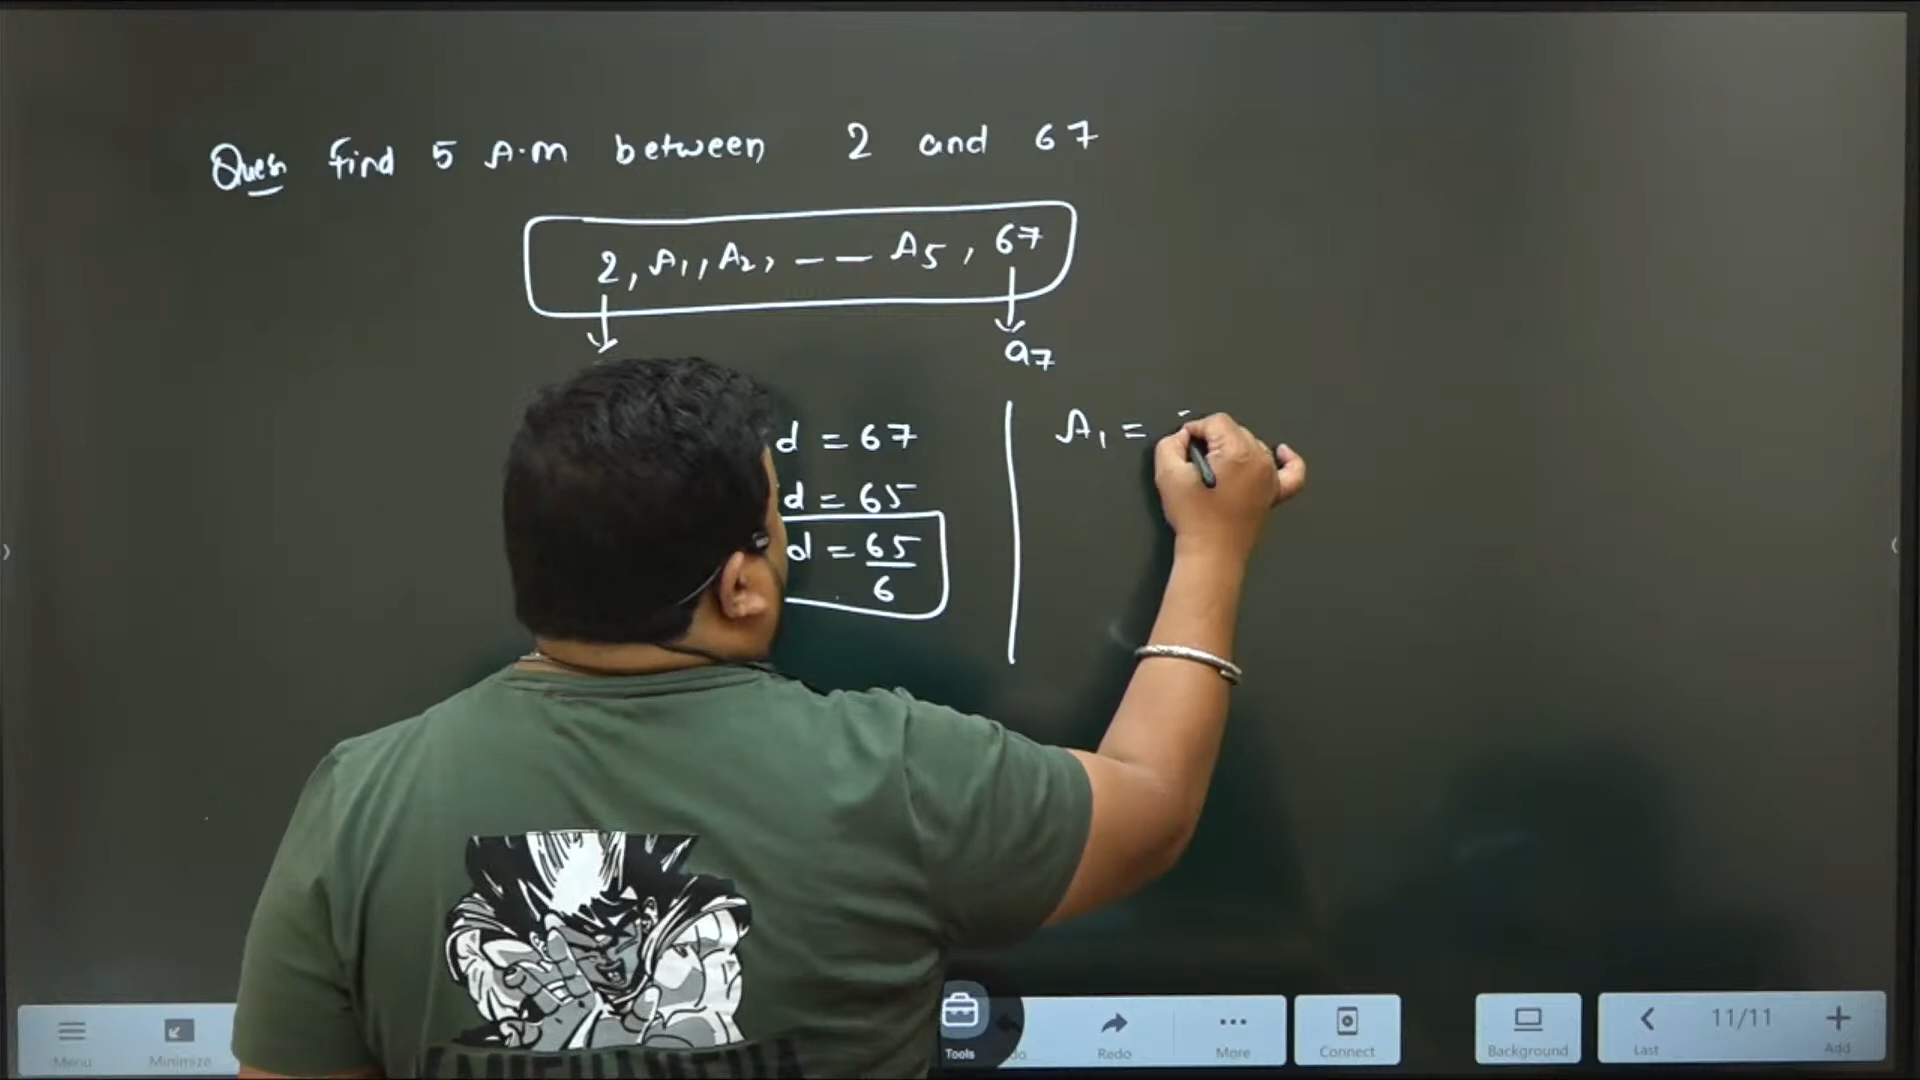 Ques find 5 A.M between 2 and 67
2, A1, A2, -- A5, 67
a7
d = 67
d = 65
d = 65/6
A1 =
Menu
Minimize
Tools
do
Redo
More
Connect
Background
Last
11/11
Add